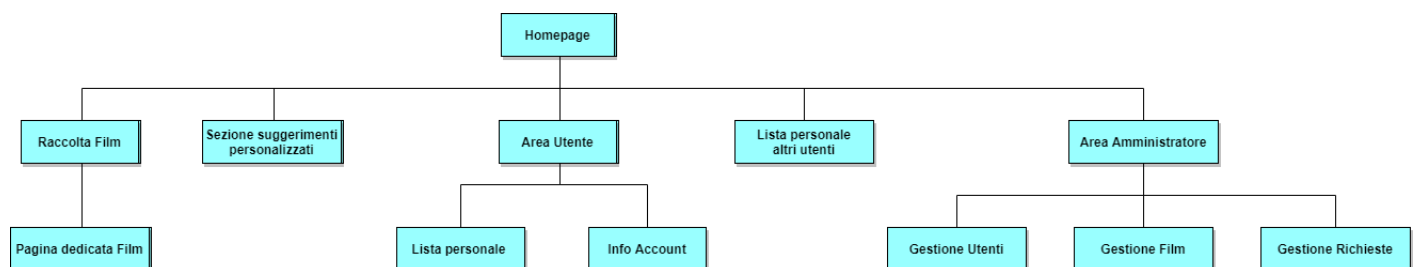 Homepage
Raccolta Film
Sezione suggerimenti
personalizzati
Area Utente
Lista personale
altri utenti
Area Amministratore
Pagina dedicata Film
Lista personale
Info Account
Gestione Utenti
Gestione Film
Gestione Richieste